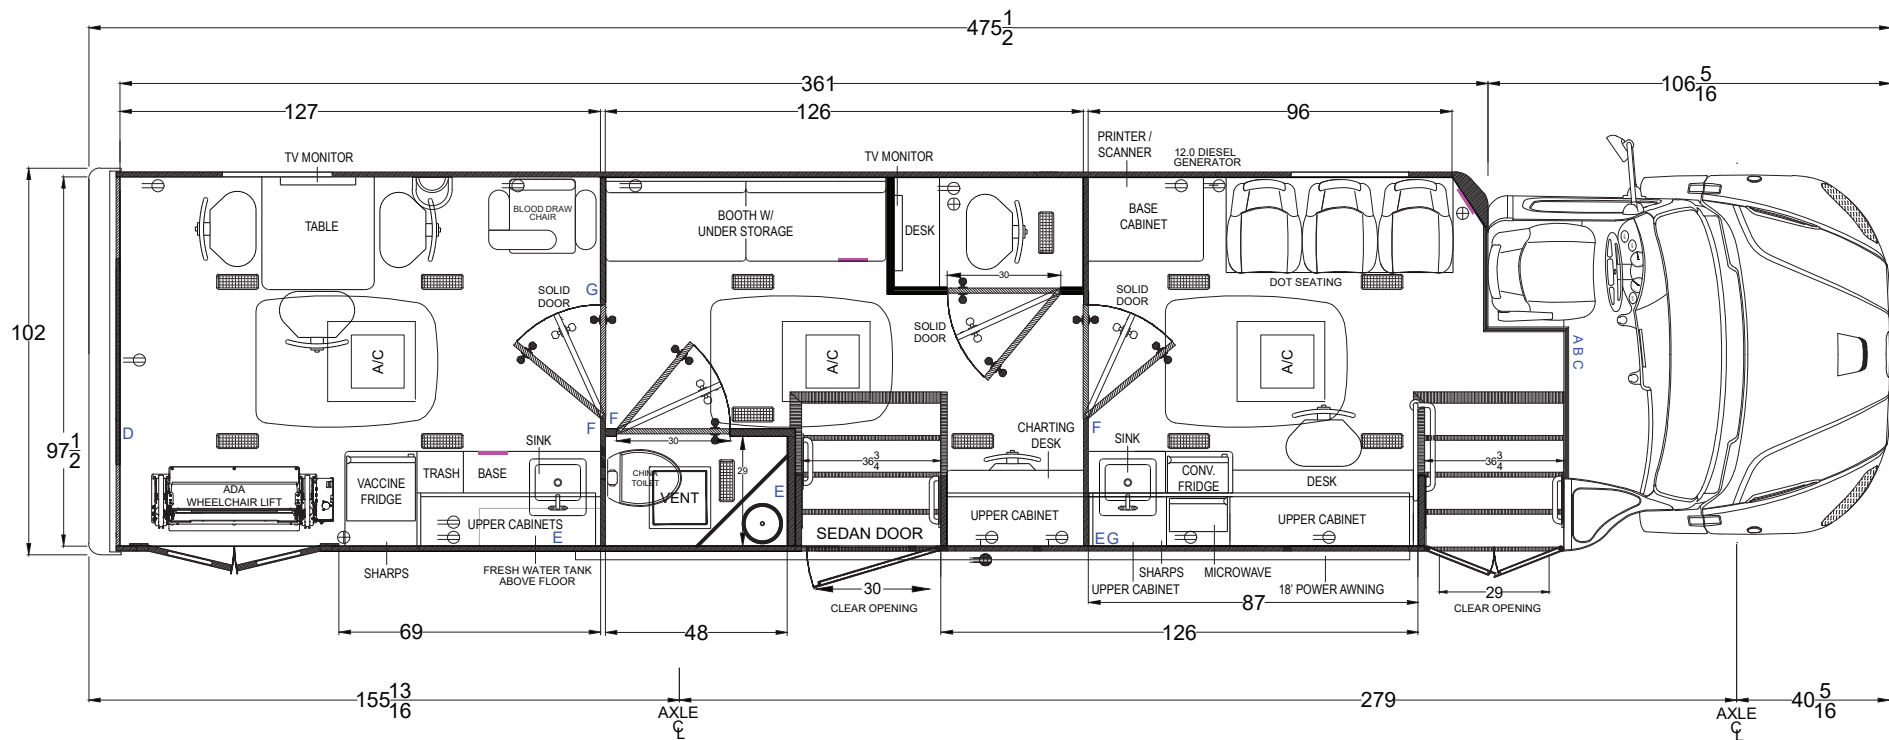 475 1/2
361
106 5/16
127
126
96
TV MONITOR
TV MONITOR
PRINTER /
SCANNER
12.0 DIESEL
GENERATOR
TABLE
BLOOD DRAW
CHAIR
BOOTH W/
UNDER STORAGE
DESK
BASE
CABINET
30
DOT SEATING
SOLID
DOOR
G
SOLID
DOOR
SOLID
DOOR
102
97 1/2
A/C
A/C
A/C
A B C
D
F
F
F
30
SINK
CHARTING
DESK
SINK
36 3/4
36 3/4
29
VACCINE
FRIDGE
TRASH
BASE
CHINA
TOILET
VENT
E
CONV.
FRIDGE
DESK
ADA
WHEELCHAIR LIFT
UPPER CABINETS
E
SEDAN DOOR
UPPER CABINET
EG
UPPER CABINET
SHARPS
FRESH WATER TANK
ABOVE FLOOR
30
CLEAR OPENING
SHARPS
MICROWAVE
UPPER CABINET
18' POWER AWNING
87
29
CLEAR OPENING
69
48
126
155 13/16
AXLE
CL
279
AXLE
CL
40 5/16